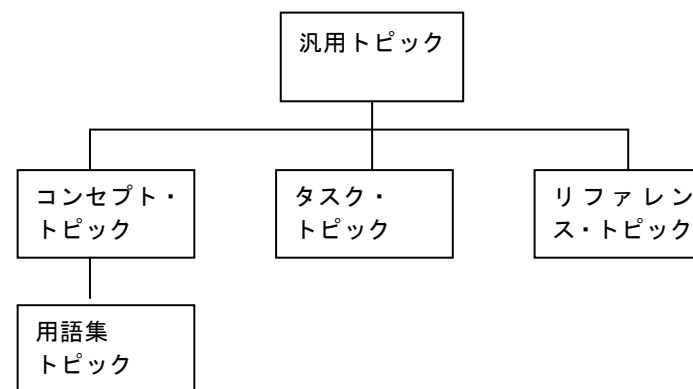 汎用トピック
コンセプト・
トピック
タスク・
トピック
リファレン
ス・トピック
用語集
トピック